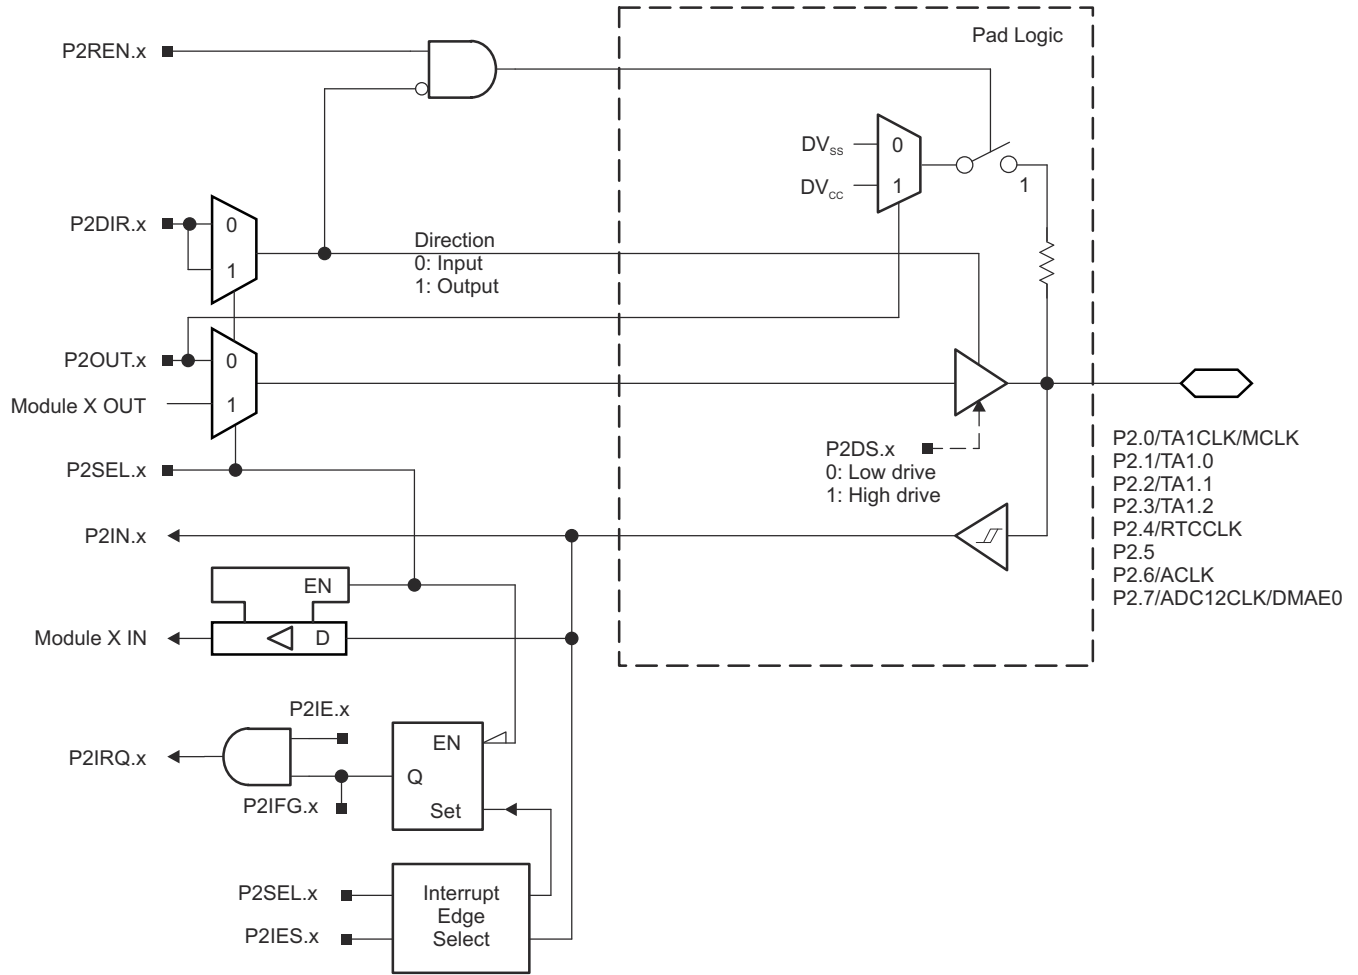 Pad Logic
P2REN.x
DVSS
0
DVCC
1
1
P2DIR.x
0
1
Direction
0: Input
1: Output
P2OUT.x
0
Module X OUT
1
P2SEL.x
P2DS.x
0: Low drive
1: High drive
P2.0/TA1CLK/MCLK
P2.1/TA1.0
P2.2/TA1.1
P2.3/TA1.2
P2.4/RTCCLK
P2.5
P2.6/ACLK
P2.7/ADC12CLK/DMAE0
P2IN.x
EN
Module X IN
D
P2IE.x
P2IRQ.x
EN
Q
P2IFG.x
Set
P2SEL.x
P2IES.x
Interrupt
Edge
Select